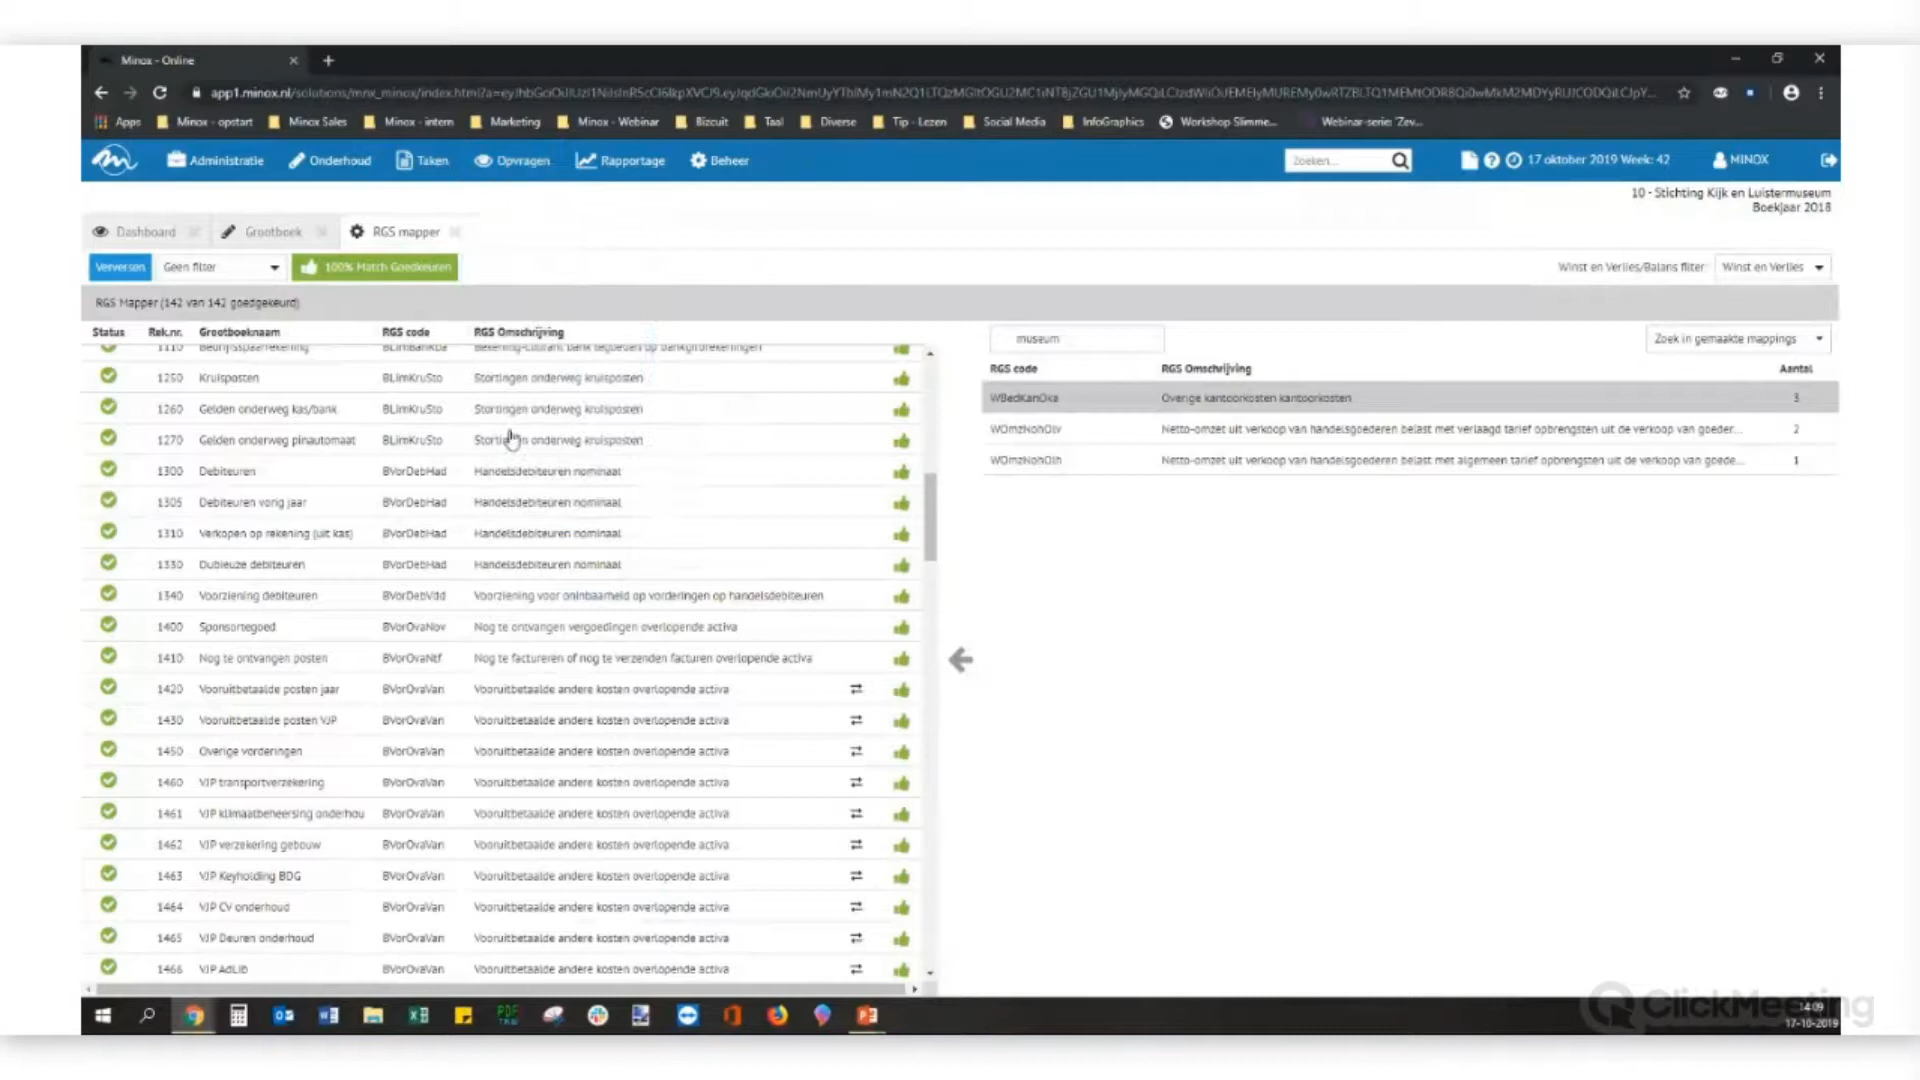 Minox - Online
Apps Minox - opstart Minox Sales Minox - intern Marketing Minox - Webinar Bizcuit Taal Diverse Tip - Lezen Social Media InfoGraphics Workshop Slimme... Webinar-serie: 'Zev...
Administratie Onderhoud Taken Opvragen Rapportage Beheer Zoeken... 17 oktober 2019 Week: 42 MINOX
10 - Stichting Kijk en Luistermuseum
Boekjaar 2018
Dashboard Grootboek RGS mapper
Verversen Geen filter 100% Match Goedkeuren Winst en Verlies/Balans filter Winst en Verlies
RGS Mapper (142 van 142 goedgekeurd)
Status Rek.nr. Grootboeknaam RGS code RGS Omschrijving
museum Zoek in gemaakte mappings
RGS code RGS Omschrijving Aantal
WBedKanOka Overige kantoorkosten kantoorkosten 3
WOmzNohOlv Netto-omzet uit verkoop van handelsgoederen belast met verlaagd tarief opbrengsten uit de verkoop van goeder... 2
WOmzNohOlh Netto-omzet uit verkoop van handelsgoederen belast met algemeen tarief opbrengsten uit de verkoop van goede... 1
1110 Bedrijfsspaarrekening BLimBanRba Rekening-courant bank tegoeden op bankgirorekeningen
1250 Kruisposten BLimKruSto Stortingen onderweg kruisposten
1260 Gelden onderweg kas/bank BLimKruSto Stortingen onderweg kruisposten
1270 Gelden onderweg pinautomaat BLimKruSto Stortingen onderweg kruisposten
1300 Debiteuren BVorDebHad Handelsdebiteuren nominaal
1305 Debiteuren vorig jaar BVorDebHad Handelsdebiteuren nominaal
1310 Verkopen op rekening (uit kas) BVorDebHad Handelsdebiteuren nominaal
1330 Dubieuze debiteuren BVorDebHad Handelsdebiteuren nominaal
1340 Voorziening debiteuren BVorDebVdd Voorziening voor oninbaarheid op vorderingen op handelsdebiteuren
1400 Sponsortegoed BVorOvaNov Nog te ontvangen vergoedingen overlopende activa
1410 Nog te ontvangen posten BVorOvaNtf Nog te factureren of nog te verzenden facturen overlopende activa
1420 Vooruitbetaalde posten jaar BVorOvaVan Vooruitbetaalde andere kosten overlopende activa
1430 Vooruitbetaalde posten VJP BVorOvaVan Vooruitbetaalde andere kosten overlopende activa
1450 Overige vorderingen BVorOvaVan Vooruitbetaalde andere kosten overlopende activa
1460 VJP transportverzekering BVorOvaVan Vooruitbetaalde andere kosten overlopende activa
1461 VJP klimaatbeheersing onderhou BVorOvaVan Vooruitbetaalde andere kosten overlopende activa
1462 VJP verzekering gebouw BVorOvaVan Vooruitbetaalde andere kosten overlopende activa
1463 VJP Keyholding BDG BVorOvaVan Vooruitbetaalde andere kosten overlopende activa
1464 VJP CV onderhoud BVorOvaVan Vooruitbetaalde andere kosten overlopende activa
1465 VJP Deuren onderhoud BVorOvaVan Vooruitbetaalde andere kosten overlopende activa
1466 VJP AdLib BVorOvaVan Vooruitbetaalde andere kosten overlopende activa
ClickMeeting
14:09
17-10-2019